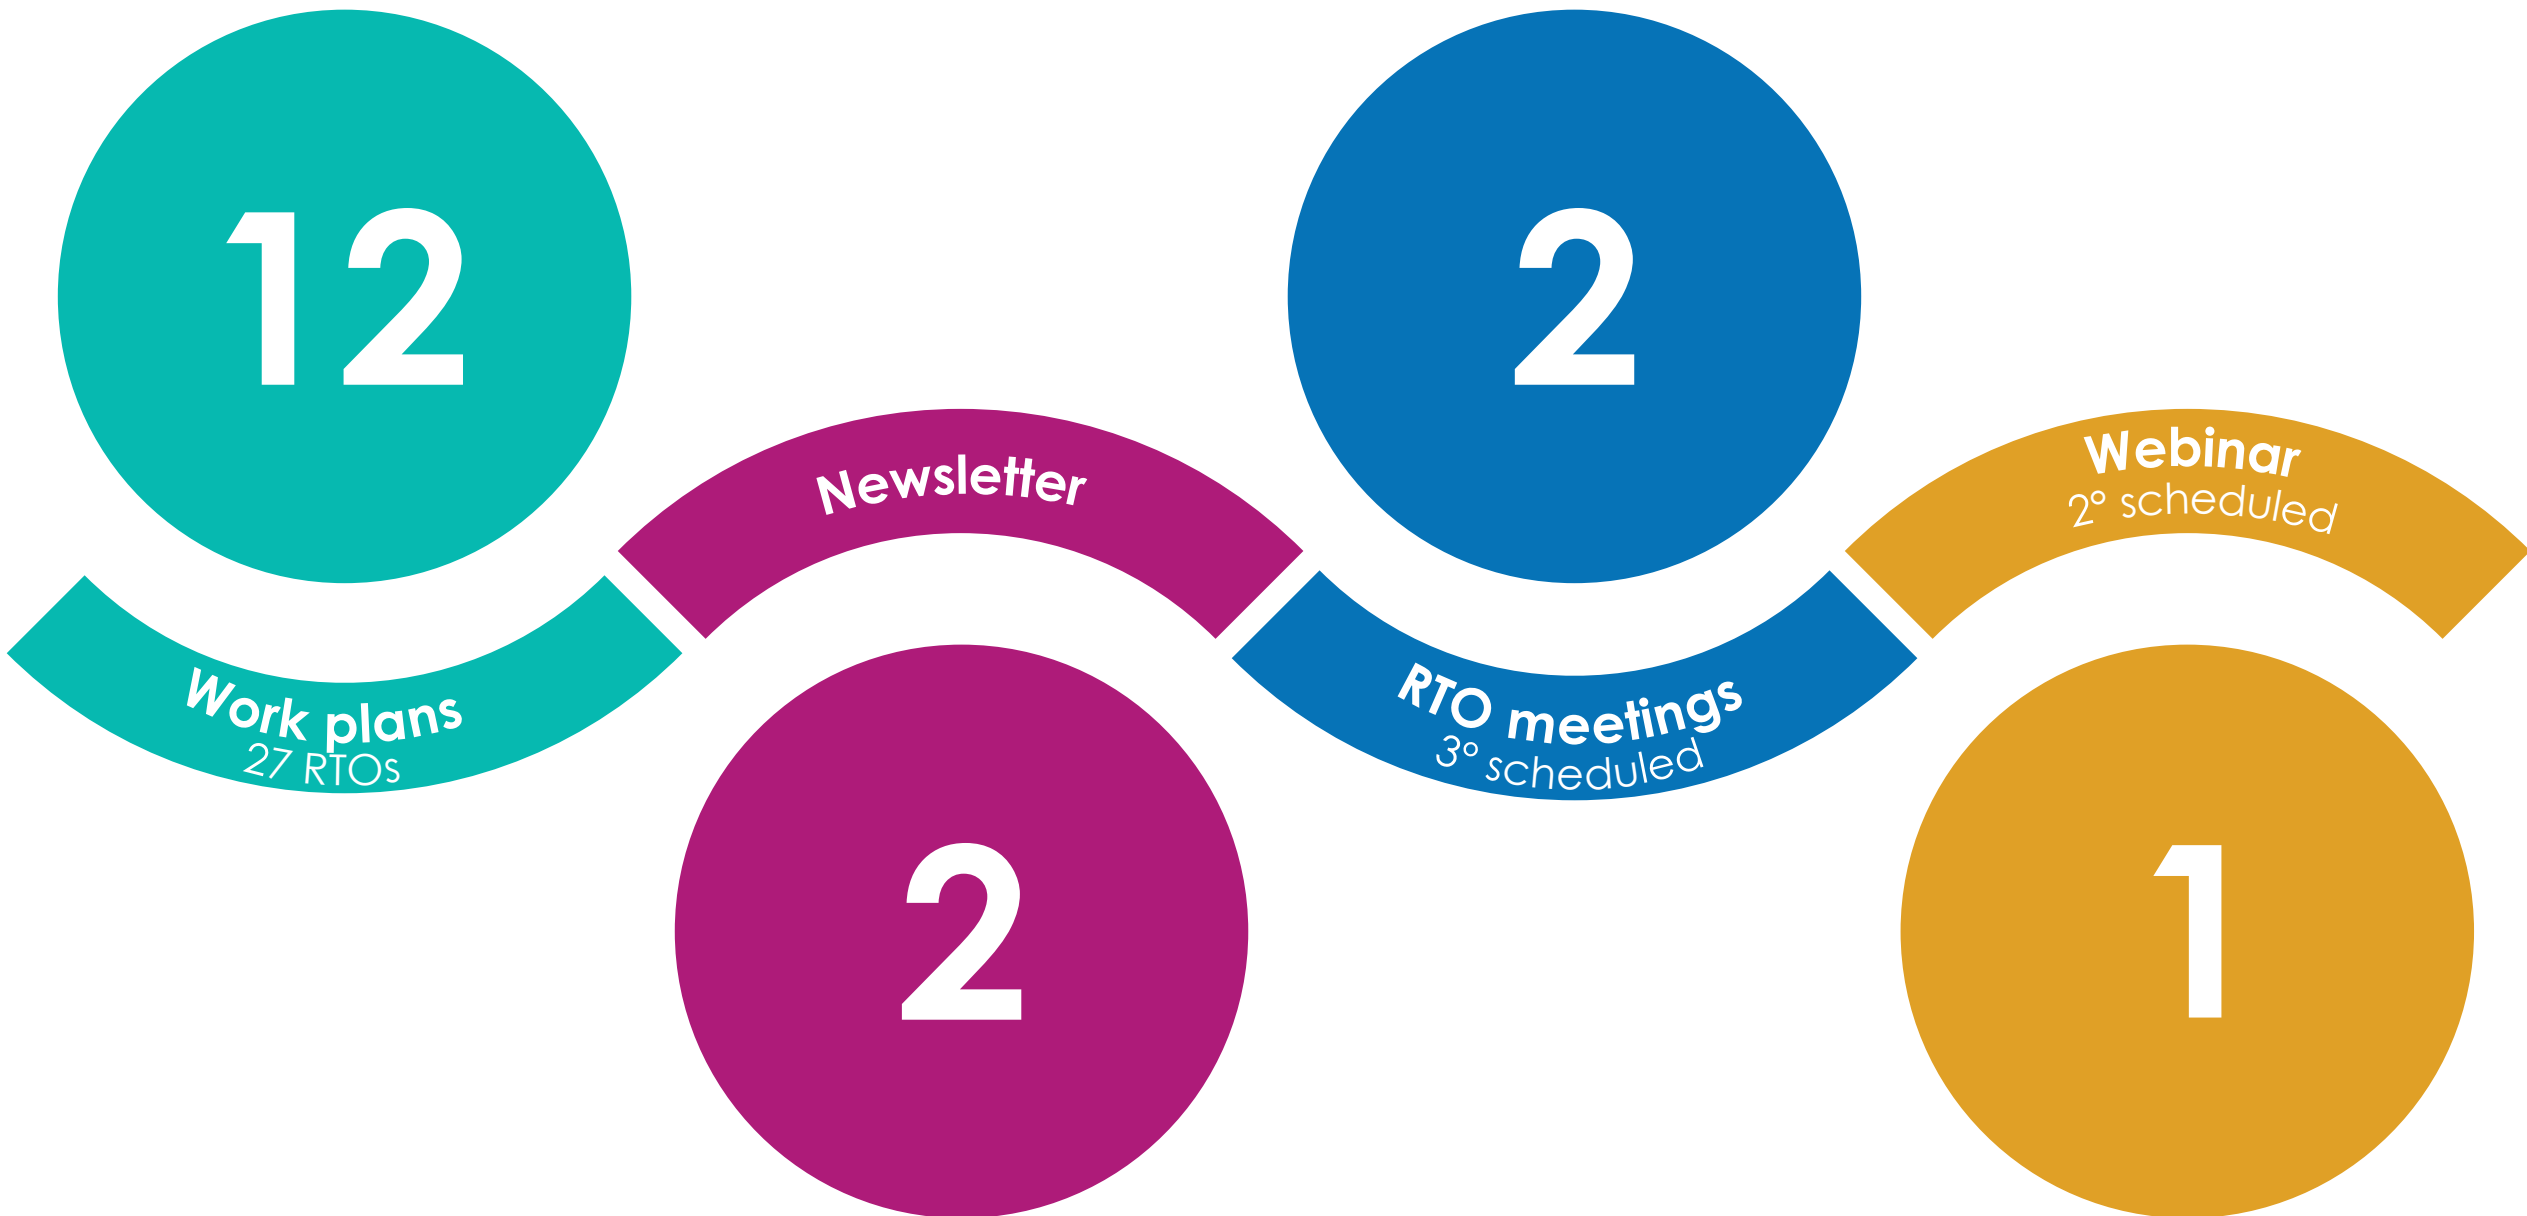 12
Work plans
27 RTOs
Newsletter
2
2
RTO meetings
3° scheduled
Webinar
2° scheduled
1